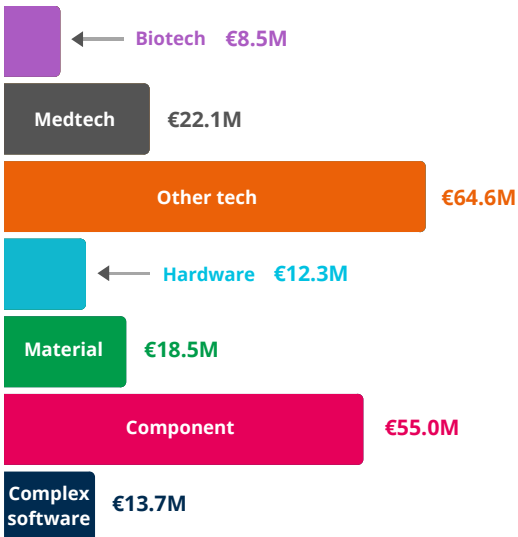 Biotech €8.5M
Medtech €22.1M
Other tech €64.6M
Hardware €12.3M
Material €18.5M
Component €55.0M
Complex
software €13.7M